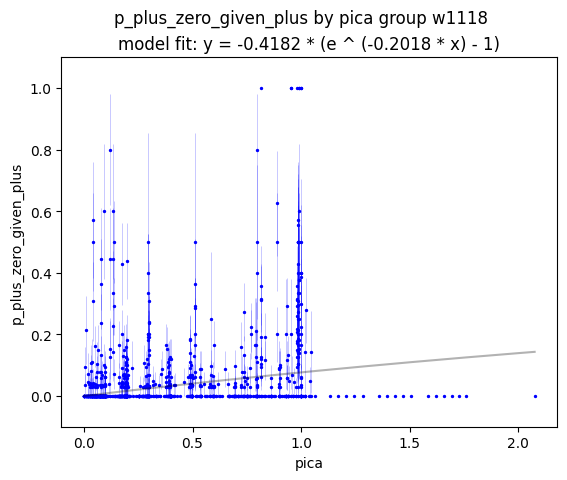 p_plus_zero_given_plus by pica group w1118
model fit: y = -0.4182 * (e ^ (-0.2018 * x) - 1)
p_plus_zero_given_plus
1.0
0.8
0.6
0.4
0.2
0.0
0.0 0.5 1.0 1.5 2.0
pica